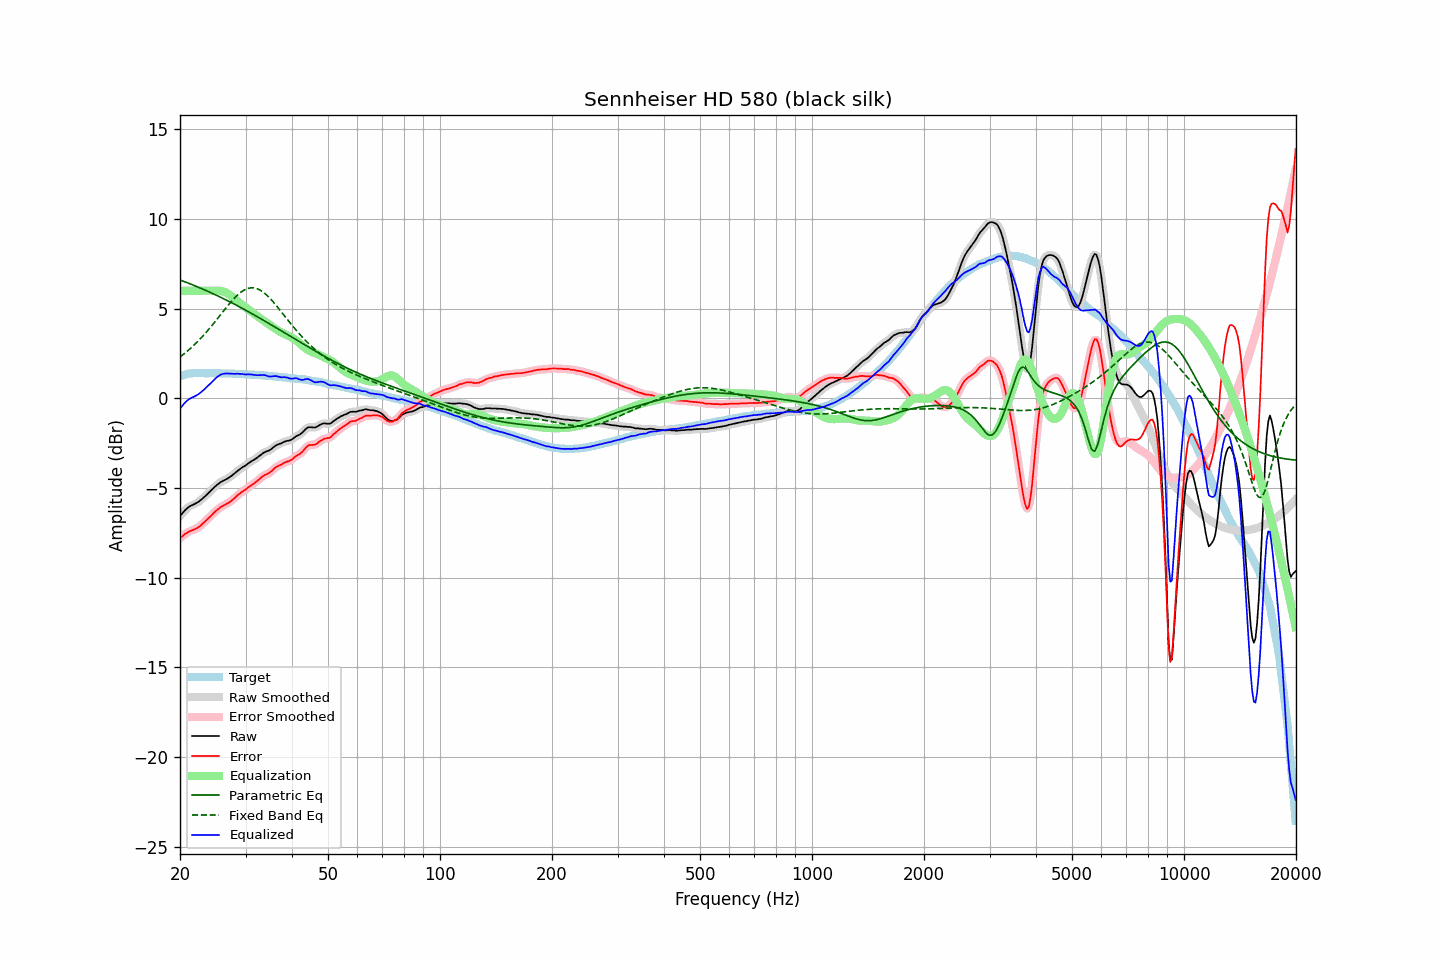 Sennheiser HD 580 (black silk)
Amplitude (dBr)
15
10
5
0
−5
−10
−15
−20
−25
Target
Raw Smoothed
Error Smoothed
Raw
Error
Equalization
Parametric Eq
Fixed Band Eq
Equalized
20 50 100 200 500 1000 2000 5000 10000 20000
Frequency (Hz)